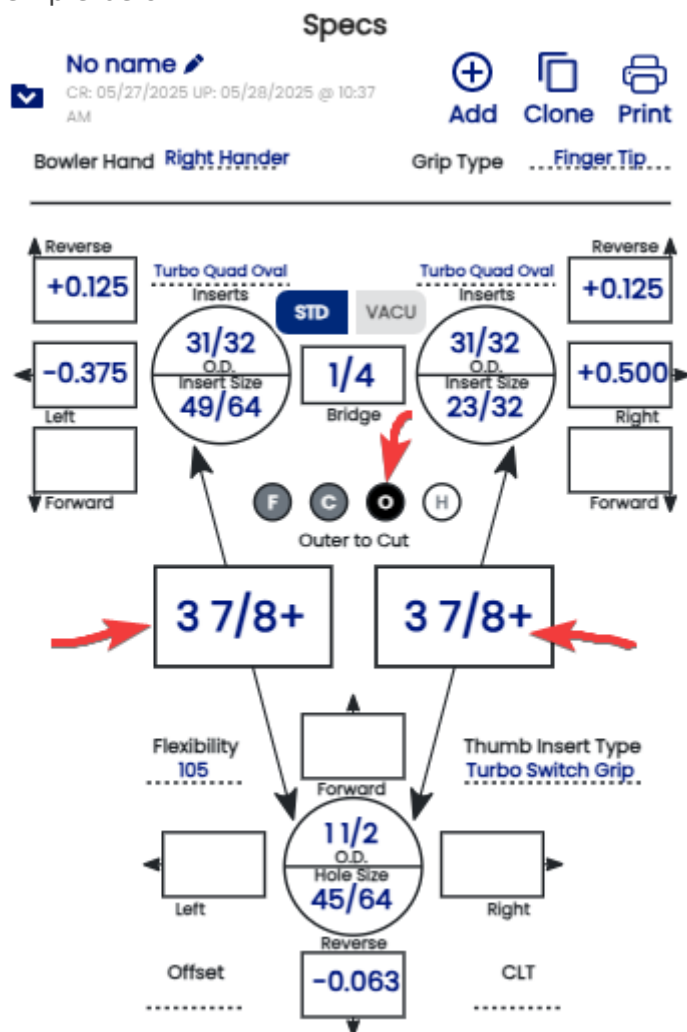 Specs
No name
CR: 05/27/2025 UP: 05/28/2025 @ 10:37
AM
Add Clone Print
Bowler Hand Right Hander Grip Type Finger Tip
Reverse Reverse
+0.125 Turbo Quad Oval Turbo Quad Oval +0.125
Inserts Inserts
STD VACU
31/32 31/32
O.D. O.D.
-0.375 1/4 +0.500
Insert Size Insert Size
49/64 23/32
Left Bridge Right
Forward F C O H Forward
Outer to Cut
3 7/8+ 3 7/8+
Flexibility Thumb Insert Type
105 Turbo Switch Grip
Forward
1 1/2
O.D.
Hole Size
45/64
Left Right
Reverse
Offset -0.063 CLT